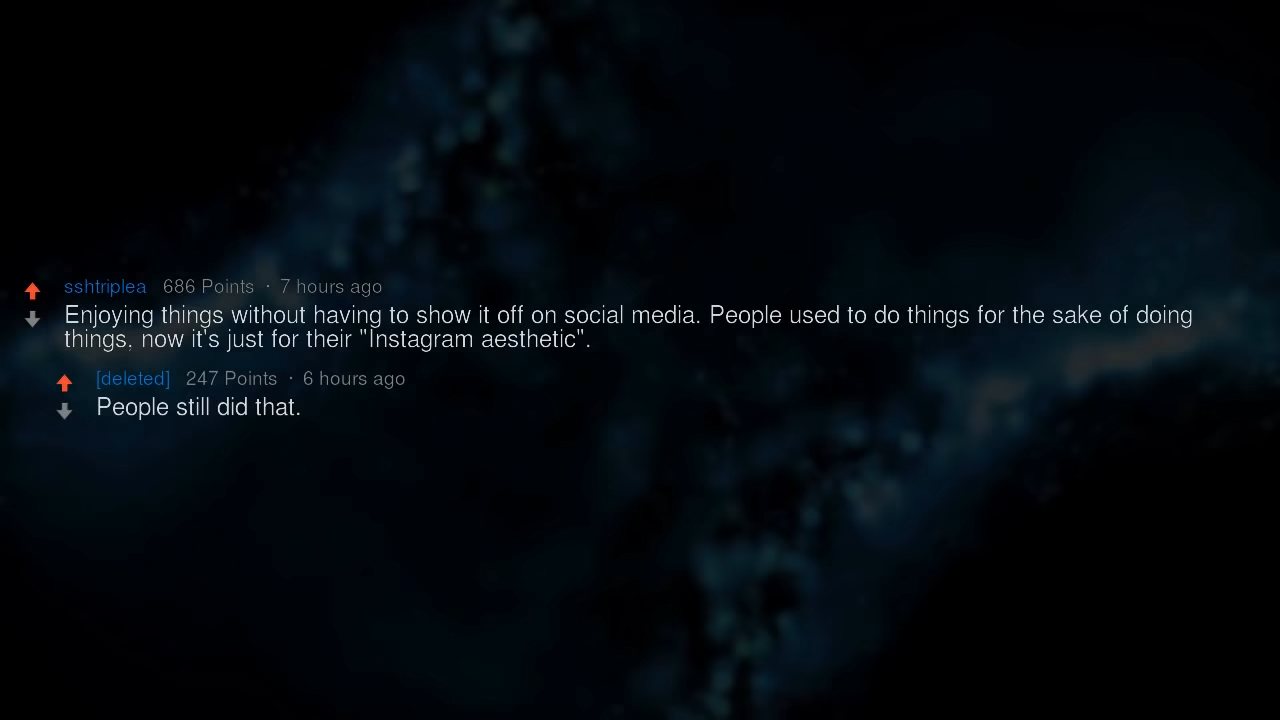 sshtriplea 686 Points · 7 hours ago
Enjoying things without having to show it off on social media. People used to do things for the sake of doing
things, now it's just for their "Instagram aesthetic".
[deleted] 247 Points · 6 hours ago
People still did that.